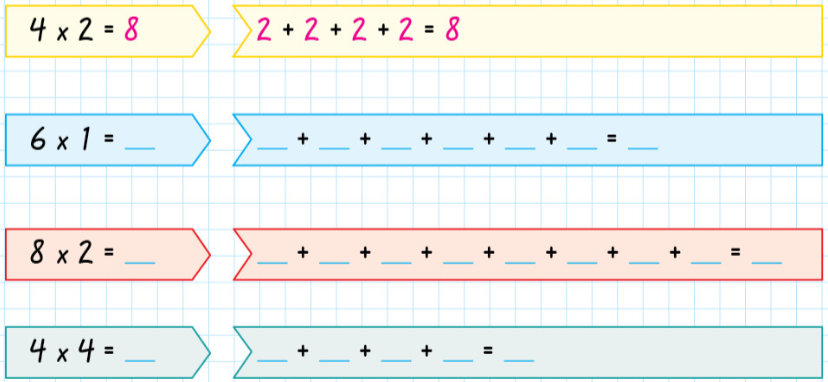 4 x 2 = 8 2 + 2 + 2 + 2 = 8
6 x 1 = __ __ + __ + __ + __ + __ + __ = __
8 x 2 = __ __ + __ + __ + __ + __ + __ + __ + __ = __
4 x 4 = __ __ + __ + __ + __ = __